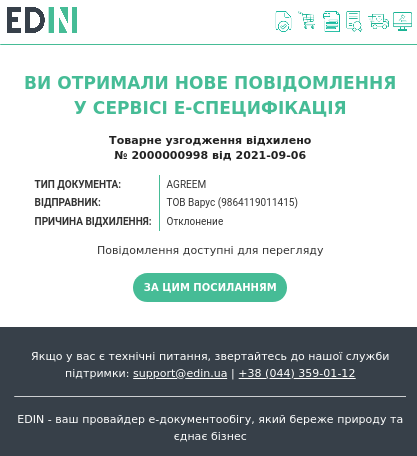 EDIN
ВИ ОТРИМАЛИ НОВЕ ПОВІДОМЛЕННЯ
У СЕРВІСІ Е-СПЕЦИФІКАЦІЯ
Товарне узгодження відхилено
№ 2000000998 від 2021-09-06
ТИП ДОКУМЕНТА: AGREEM
ВІДПРАВНИК: ТОВ Варус (9864119011415)
ПРИЧИНА ВІДХИЛЕННЯ: Отклонение
Повідомлення доступні для перегляду
ЗА ЦИМ ПОСИЛАННЯМ
Якщо у вас є технічні питання, звертайтесь до нашої служби
підтримки: support@edin.ua | +38 (044) 359-01-12
EDIN - ваш провайдер е-документообігу, який береже природу та
єднає бізнес